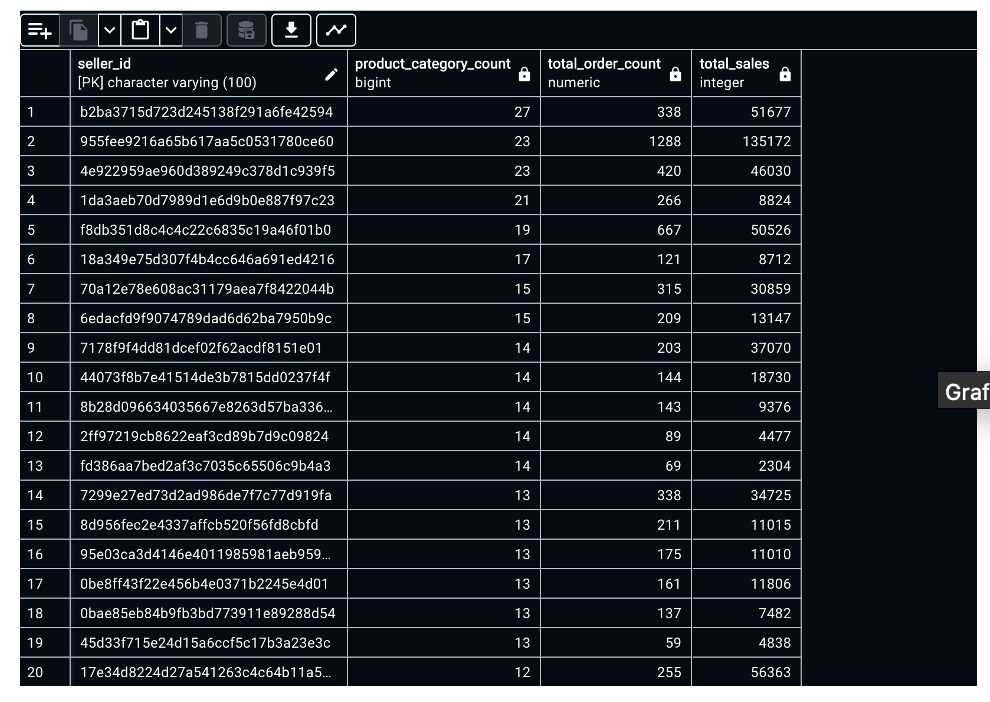 seller_id product_category_count total_order_count total_sales
[PK] character varying (100) bigint numeric integer
1 b2ba3715d723d245138f291a6fe42594 27 338 51677
2 955fee9216a65b617aa5c0531780ce60 23 1288 135172
3 4e922959ae960d389249c378d1c939f5 23 420 46030
4 1da3aeb70d7989d1e6d9b0e887f97c23 21 266 8824
5 f8db351d8c4c4c22c6835c19a46f01b0 19 667 50526
6 18a349e75d307f4b4cc646a691ed4216 17 121 8712
7 70a12e78e608ac31179aea7f8422044b 15 315 30859
8 6edacfd9f9074789dad6d62ba7950b9c 15 209 13147
9 7178f9f4dd81dcef02f62acdf8151e01 14 203 37070
10 44073f8b7e41514de3b7815dd0237f4f 14 144 18730
Graf
11 8b28d096634035667e8263d57ba336... 14 143 9376
12 2ff97219cb8622eaf3cd89b7d9c09824 14 89 4477
13 fd386aa7bed2af3c7035c65506c9b4a3 14 69 2304
14 7299e27ed73d2ad986de7f7c77d919fa 13 338 34725
15 8d956fec2e4337affcb520f56fd8cbfd 13 211 11015
16 95e03ca3d4146e4011985981aeb959... 13 175 11010
17 0be8ff43f22e456b4e0371b2245e4d01 13 161 11806
18 0bae85eb84b9fb3bd773911e89288d54 13 137 7482
19 45d33f715e24d15a6ccf5c17b3a23e3c 13 59 4838
20 17e34d8224d27a541263c4c64b11a5... 12 255 56363